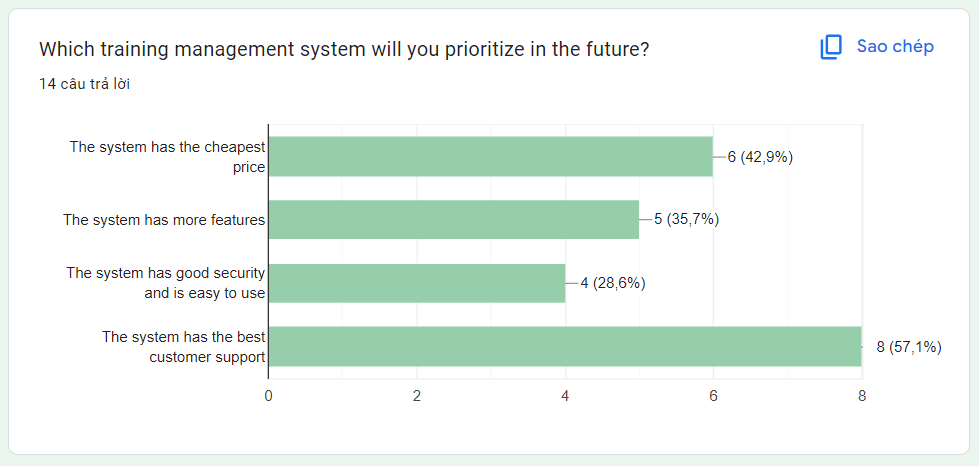 Which training management system will you prioritize in the future?
Sao chép
14 câu trả lời
The system has the cheapest
price
6 (42,9%)
The system has more features
5 (35,7%)
The system has good security
and is easy to use
4 (28,6%)
The system has the best
customer support
8 (57,1%)
0
2
4
6
8